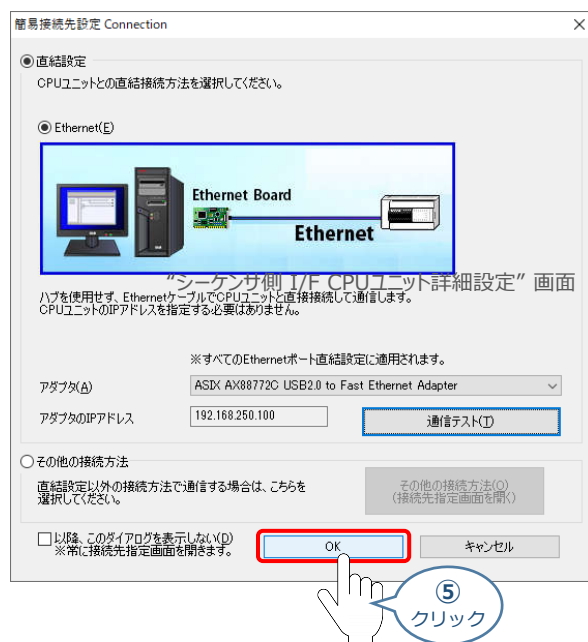 簡易接続先設定 Connection
直結設定
CPUユニットとの直結接続方法を選択してください。
Ethernet(E)
Ethernet Board
Ethernet
“シーケンサ側 I/F CPUユニット詳細設定” 画面
ハブを使用せず、Ethernetケーブルで CPUユニットと直接接続して通信します。
CPUユニットのIPアドレスを指定する必要はありません。
※すべてのEthernetポート直結設定に適用されます。
アダプタ(A)
ASIX AX88772C USB2.0 to Fast Ethernet Adapter
アダプタのIPアドレス
192.168.250.100
通信テスト(T)
その他の接続方法
直結設定以外の接続方法で通信する場合は、こちらを
選択してください。
その他の接続方法(O)
(接続先指定画面を開く)
以降、このダイアログを表示しない(D)
※常に接続先指定画面を開きます。
OK
キャンセル
⑤
クリック